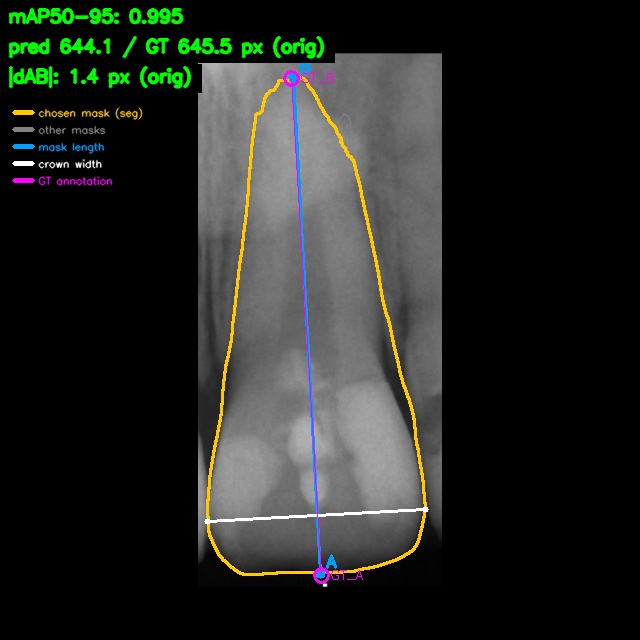 mAP50-95: 0.995
pred 644.1 / GT 645.5 px (orig)
|dAB|: 1.4 px (orig)
chosen mask (seg)
other masks
mask length
crown width
GT annotation
GT_B
A
GT_A